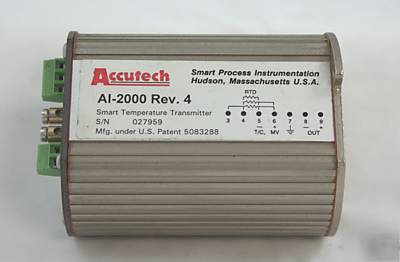 Accutech
Smart Process Instrumentation
Hudson, Massachusetts U.S.A.
AI-2000 Rev. 4
Smart Temperature Transmitter
S/N 027959
Mfg. under U.S. Patent 5083288
RTD
3 4 5 6 7 8 9
− + − +
T/C, MV OUT